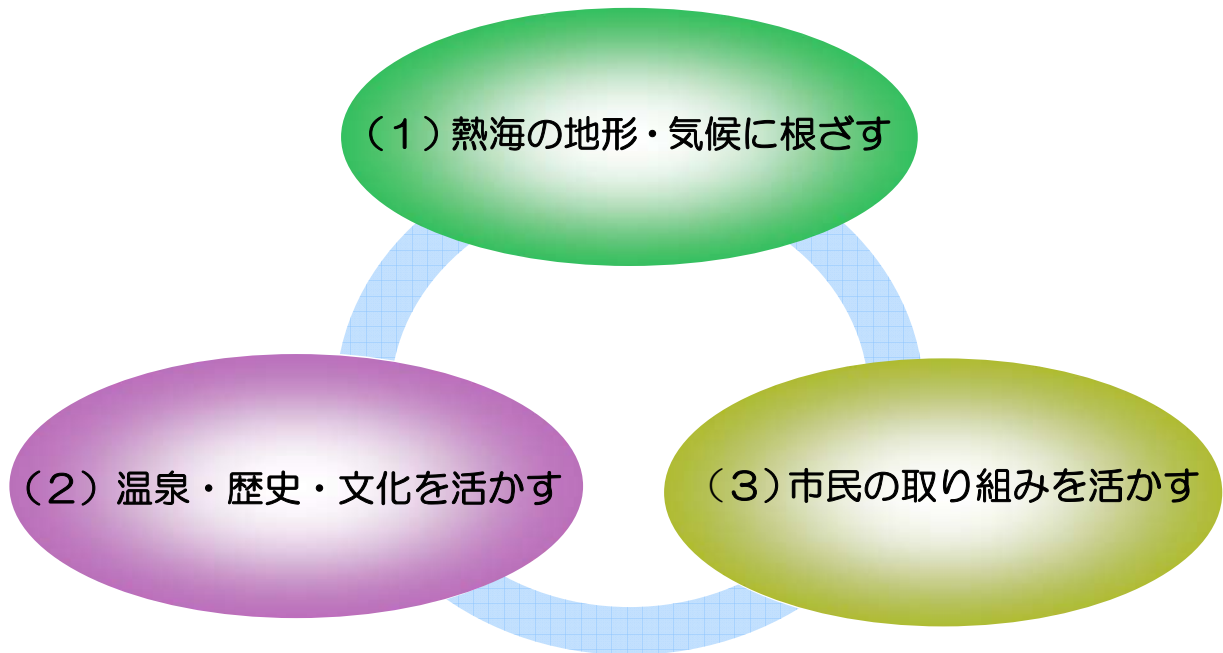 （１）熱海の地形・気候に根ざす
（２）温泉・歴史・文化を活かす
（３）市民の取り組みを活かす